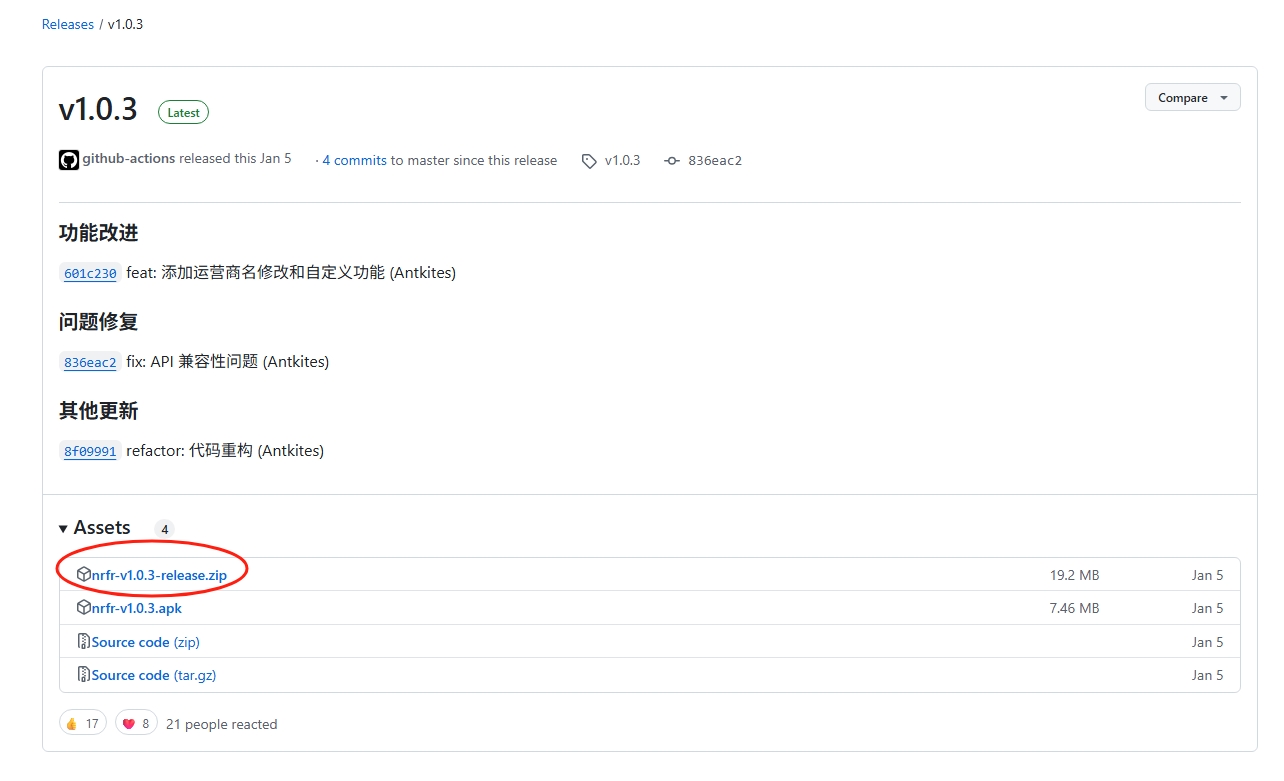 Releases / v1.0.3
v1.0.3 Latest
Compare
github-actions released this Jan 5 · 4 commits to master since this release v1.0.3 836eac2
功能改进
601c230 feat: 添加运营商名修改和自定义功能 (Antkites)
问题修复
836eac2 fix: API 兼容性问题 (Antkites)
其他更新
8f09991 refactor: 代码重构 (Antkites)
Assets 4
nrfr-v1.0.3-release.zip 19.2 MB Jan 5
nrfr-v1.0.3.apk 7.46 MB Jan 5
Source code (zip) Jan 5
Source code (tar.gz) Jan 5
17 8 21 people reacted